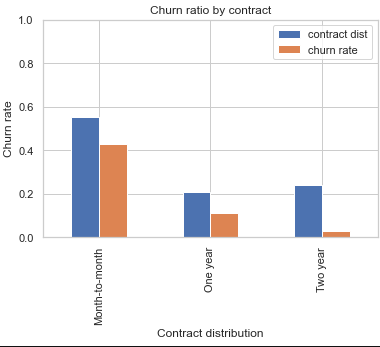 Churn ratio by contract
contract dist
churn rate
1.0
0.8
0.6
0.4
0.2
0.0
Churn rate
Month-to-month
One year
Two year
Contract distribution